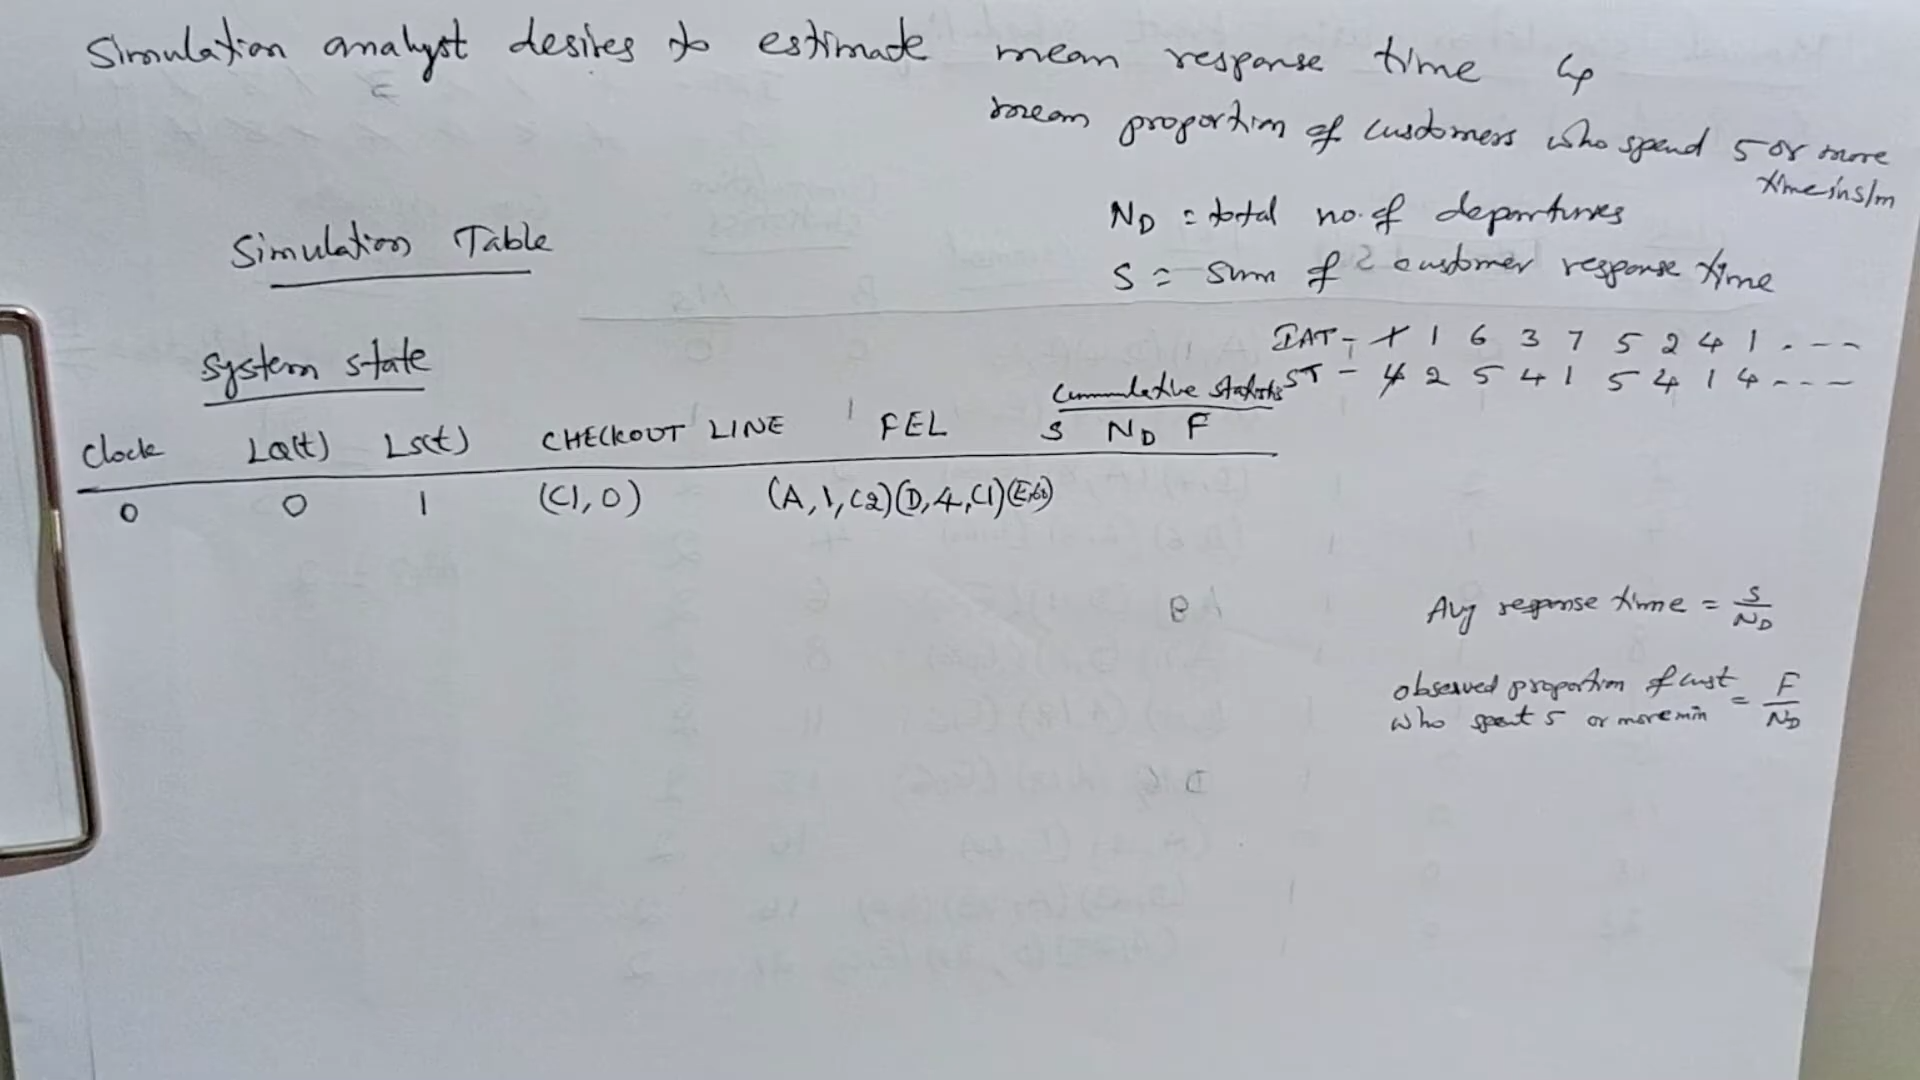 Simulation analyst desires to estimate mean response time &
mean proportion of customers who spend 5 or more
time in s/m
ND = total no. of departures
S = sum of customer response time
Simulation Table
IAT - 1 1 6 3 7 5 2 4 1 . ---
ST - 4 2 5 4 1 5 4 1 4 ---
System state
Cummulative Statistics
Clock LQ(t) LS(t) CHECKOUT LINE FEL S ND F
0 0 1 (C1, 0) (A, 1, C2) (D, 4, C1) (E, 60)
Avg response time = S/ND
observed proportion of cust who spent 5 or more min = F/ND